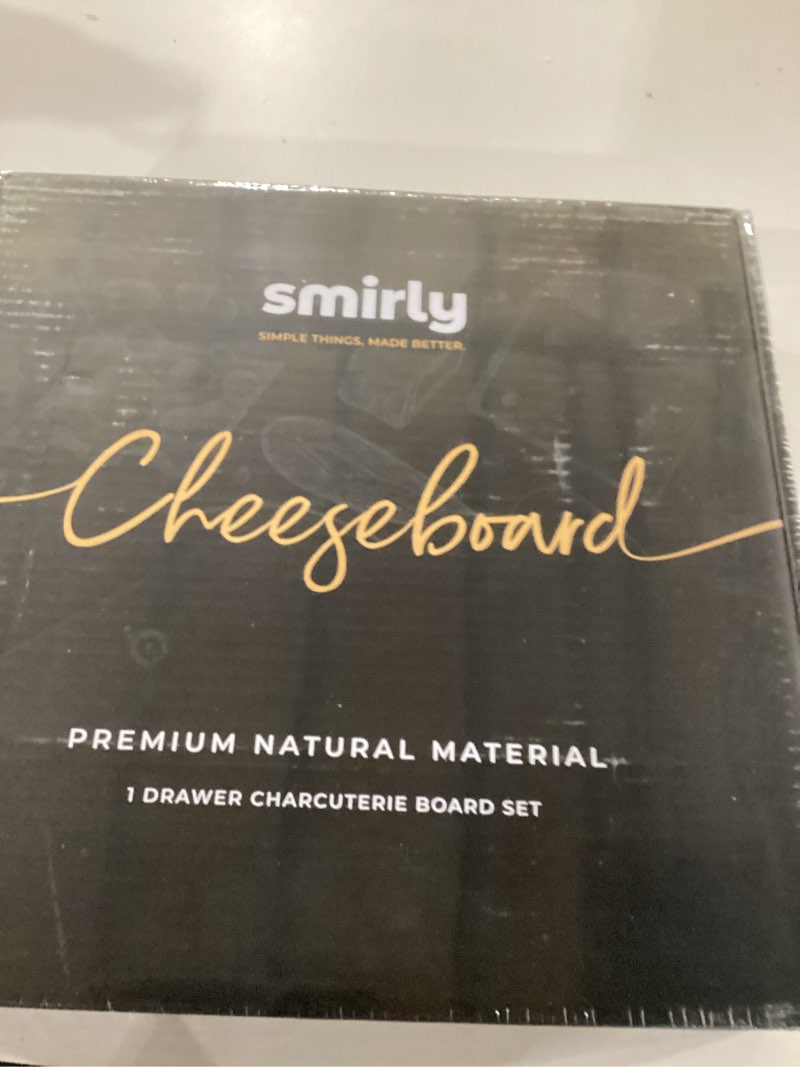 smirly
SIMPLE THINGS. MADE BETTER.
Cheeseboard
PREMIUM NATURAL MATERIAL
1 DRAWER CHARCUTERIE BOARD SET